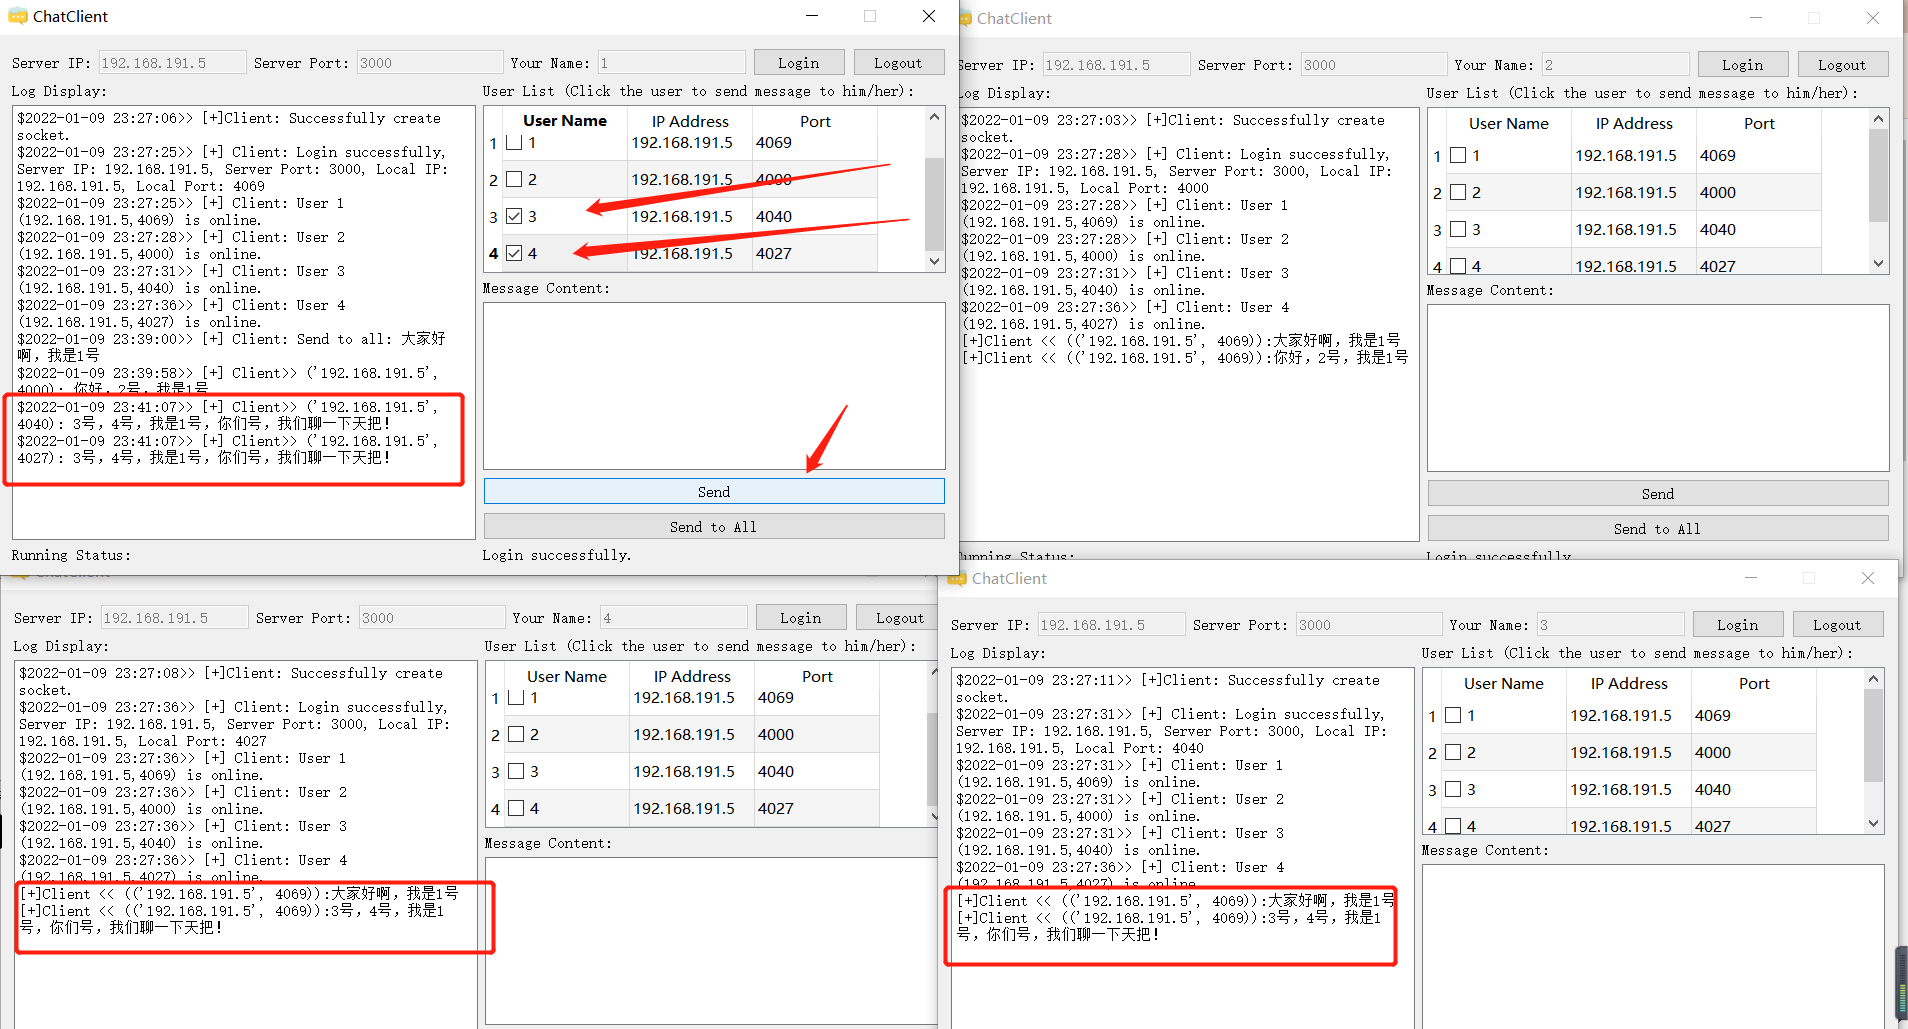 ChatClient
Server IP: 192.168.191.5 Server Port: 3000 Your Name: 1 Login Logout
Log Display:
$2022-01-09 23:27:06>> [+]Client: Successfully create
socket.
$2022-01-09 23:27:25>> [+] Client: Login successfully,
Server IP: 192.168.191.5, Server Port: 3000, Local IP:
192.168.191.5, Local Port: 4069
$2022-01-09 23:27:25>> [+] Client: User 1
(192.168.191.5,4069) is online.
$2022-01-09 23:27:28>> [+] Client: User 2
(192.168.191.5,4000) is online.
$2022-01-09 23:27:31>> [+] Client: User 3
(192.168.191.5,4040) is online.
$2022-01-09 23:27:36>> [+] Client: User 4
(192.168.191.5,4027) is online.
$2022-01-09 23:39:00>> [+] Client: Send to all: 大家好
啊，我是1号
$2022-01-09 23:39:58>> [+] Client>> ('192.168.191.5',
4000): 你好，2号，我是1号
$2022-01-09 23:41:07>> [+] Client>> ('192.168.191.5',
4040): 3号，4号，我是1号，你们号，我们聊一下天把！
$2022-01-09 23:41:07>> [+] Client>> ('192.168.191.5',
4027): 3号，4号，我是1号，你们号，我们聊一下天把！
User List (Click the user to send message to him/her):
User Name IP Address Port
1 1 192.168.191.5 4069
2 2 192.168.191.5 4000
3 3 192.168.191.5 4040
4 4 192.168.191.5 4027
Message Content:
Send
Send to All
Running Status: Login successfully.
ChatClient
Server IP: 192.168.191.5 Server Port: 3000 Your Name: 2 Login Logout
Log Display:
$2022-01-09 23:27:03>> [+]Client: Successfully create
socket.
$2022-01-09 23:27:28>> [+] Client: Login successfully,
Server IP: 192.168.191.5, Server Port: 3000, Local IP:
192.168.191.5, Local Port: 4000
$2022-01-09 23:27:28>> [+] Client: User 1
(192.168.191.5,4069) is online.
$2022-01-09 23:27:28>> [+] Client: User 2
(192.168.191.5,4000) is online.
$2022-01-09 23:27:31>> [+] Client: User 3
(192.168.191.5,4040) is online.
$2022-01-09 23:27:36>> [+] Client: User 4
(192.168.191.5,4027) is online.
[+]Client << (('192.168.191.5', 4069)):大家好啊，我是1号
[+]Client << (('192.168.191.5', 4069)):你好，2号，我是1号
User List (Click the user to send message to him/her):
User Name IP Address Port
1 1 192.168.191.5 4069
2 2 192.168.191.5 4000
3 3 192.168.191.5 4040
4 4 192.168.191.5 4027
Message Content:
Send
Send to All
Running Status: Login successfully
ChatClient
Server IP: 192.168.191.5 Server Port: 3000 Your Name: 4 Login Logout
Log Display:
$2022-01-09 23:27:08>> [+]Client: Successfully create
socket.
$2022-01-09 23:27:36>> [+] Client: Login successfully,
Server IP: 192.168.191.5, Server Port: 3000, Local IP:
192.168.191.5, Local Port: 4027
$2022-01-09 23:27:36>> [+] Client: User 1
(192.168.191.5,4069) is online.
$2022-01-09 23:27:36>> [+] Client: User 2
(192.168.191.5,4000) is online.
$2022-01-09 23:27:36>> [+] Client: User 3
(192.168.191.5,4040) is online.
$2022-01-09 23:27:36>> [+] Client: User 4
(192.168.191.5,4027) is online.
[+]Client << (('192.168.191.5', 4069)):大家好啊，我是1号
[+]Client << (('192.168.191.5', 4069)):3号，4号，我是1
号，你们号，我们聊一下天把！
User List (Click the user to send message to him/her):
User Name IP Address Port
1 1 192.168.191.5 4069
2 2 192.168.191.5 4000
3 3 192.168.191.5 4040
4 4 192.168.191.5 4027
Message Content:
ChatClient
Server IP: 192.168.191.5 Server Port: 3000 Your Name: 3 Login Logout
Log Display:
$2022-01-09 23:27:11>> [+]Client: Successfully create
socket.
$2022-01-09 23:27:31>> [+] Client: Login successfully,
Server IP: 192.168.191.5, Server Port: 3000, Local IP:
192.168.191.5, Local Port: 4040
$2022-01-09 23:27:31>> [+] Client: User 1
(192.168.191.5,4069) is online.
$2022-01-09 23:27:31>> [+] Client: User 2
(192.168.191.5,4000) is online.
$2022-01-09 23:27:31>> [+] Client: User 3
(192.168.191.5,4040) is online.
$2022-01-09 23:27:36>> [+] Client: User 4
(192.168.191.5,4027) is online.
[+]Client << (('192.168.191.5', 4069)):大家好啊，我是1号
[+]Client << (('192.168.191.5', 4069)):3号，4号，我是1
号，你们号，我们聊一下天把！
User List (Click the user to send message to him/her):
User Name IP Address Port
1 1 192.168.191.5 4069
2 2 192.168.191.5 4000
3 3 192.168.191.5 4040
4 4 192.168.191.5 4027
Message Content: